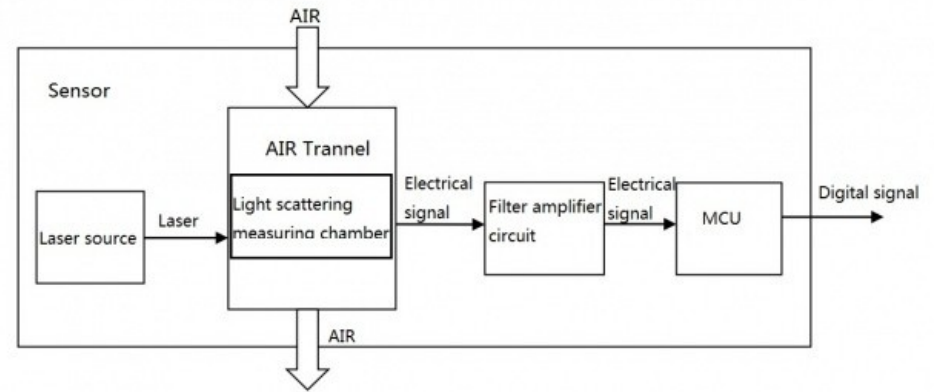 AIR
Sensor
AIR Trannel
Laser source
Laser
Light scattering
measuring chamber
Electrical
signal
Filter amplifier
circuit
Electrical
signal
MCU
Digital signal
AIR